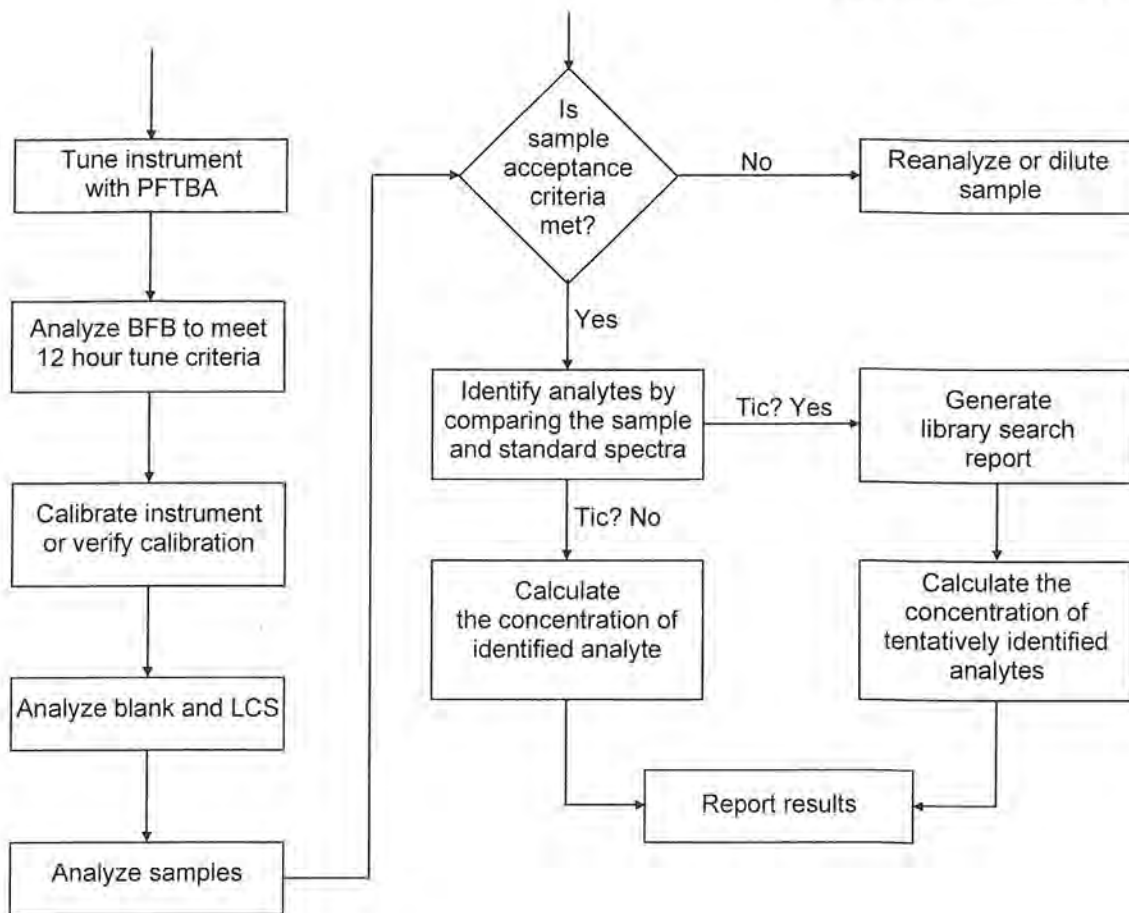 Tune instrument
with PFTBA
Analyze BFB to meet
12 hour tune criteria
Calibrate instrument
or verify calibration
Analyze blank and LCS
Analyze samples
Is
sample
acceptance
criteria
met?
No
Reanalyze or dilute
sample
Yes
Identify analytes by
comparing the sample
and standard spectra
Tic? Yes
Generate
library search
report
Tic? No
Calculate
the concentration of
identified analyte
Calculate the
concentration of
tentatively identified
analytes
Report results